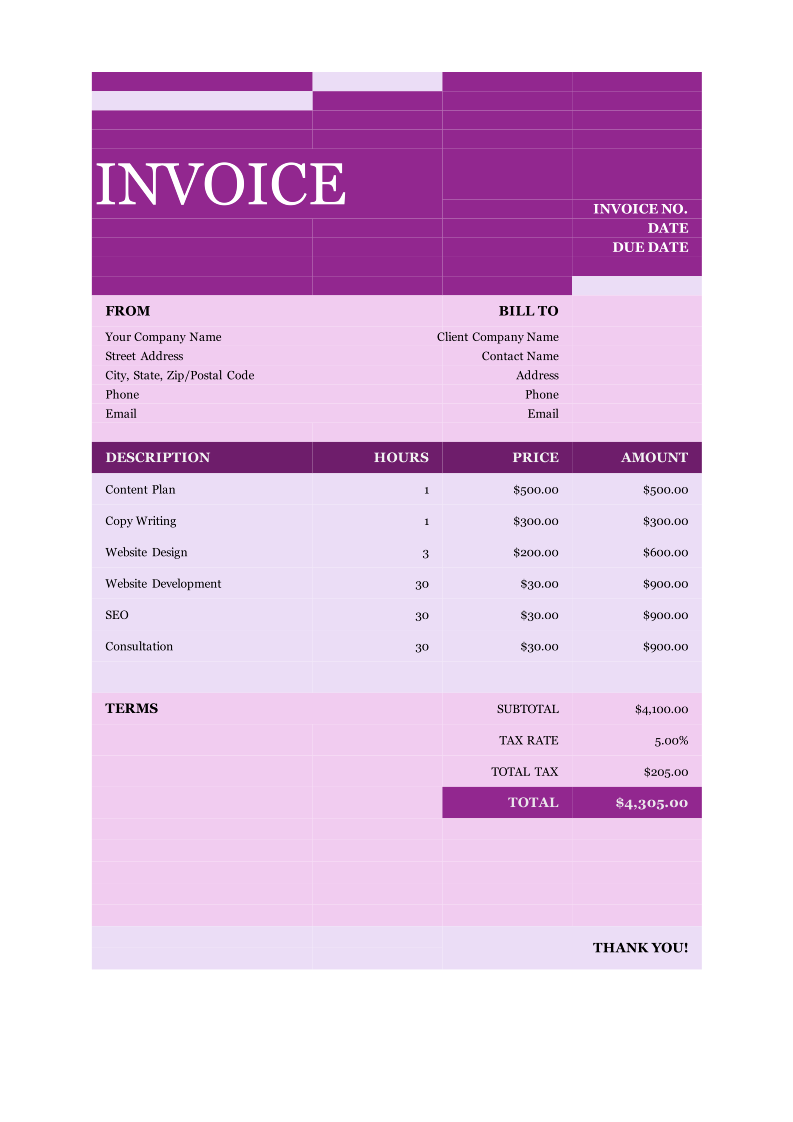 INVOICE
INVOICE NO.
DATE
DUE DATE
FROM BILL TO
Your Company Name Client Company Name
Street Address Contact Name
City, State, Zip/Postal Code Address
Phone Phone
Email Email
DESCRIPTION HOURS PRICE AMOUNT
Content Plan 1 $500.00 $500.00
Copy Writing 1 $300.00 $300.00
Website Design 3 $200.00 $600.00
Website Development 30 $30.00 $900.00
SEO 30 $30.00 $900.00
Consultation 30 $30.00 $900.00
TERMS SUBTOTAL $4,100.00
TAX RATE 5.00%
TOTAL TAX $205.00
TOTAL $4,305.00
THANK YOU!